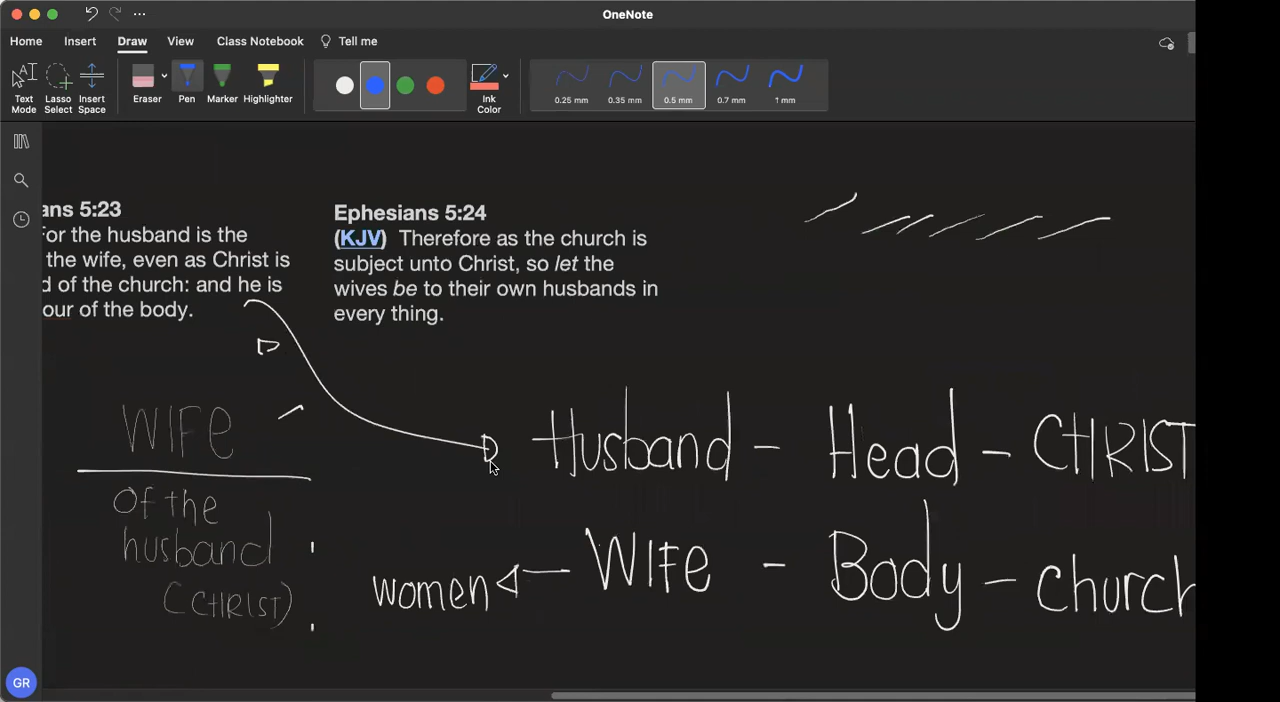 OneNote
Home Insert Draw View Class Notebook Tell me
Text Mode
Lasso Select
Insert Space
Eraser
Pen
Marker
Highlighter
Ink Color
0.25 mm
0.35 mm
0.5 mm
0.7 mm
1 mm
ans 5:23
For the husband is the
the wife, even as Christ is
d of the church: and he is
our of the body.
Ephesians 5:24
(KJV) Therefore as the church is
subject unto Christ, so let the
wives be to their own husbands in
every thing.
WIFe
Of the
husband
(CHRIST)
Husband - Head - CHRIST
women WIFe - Body - church
GR